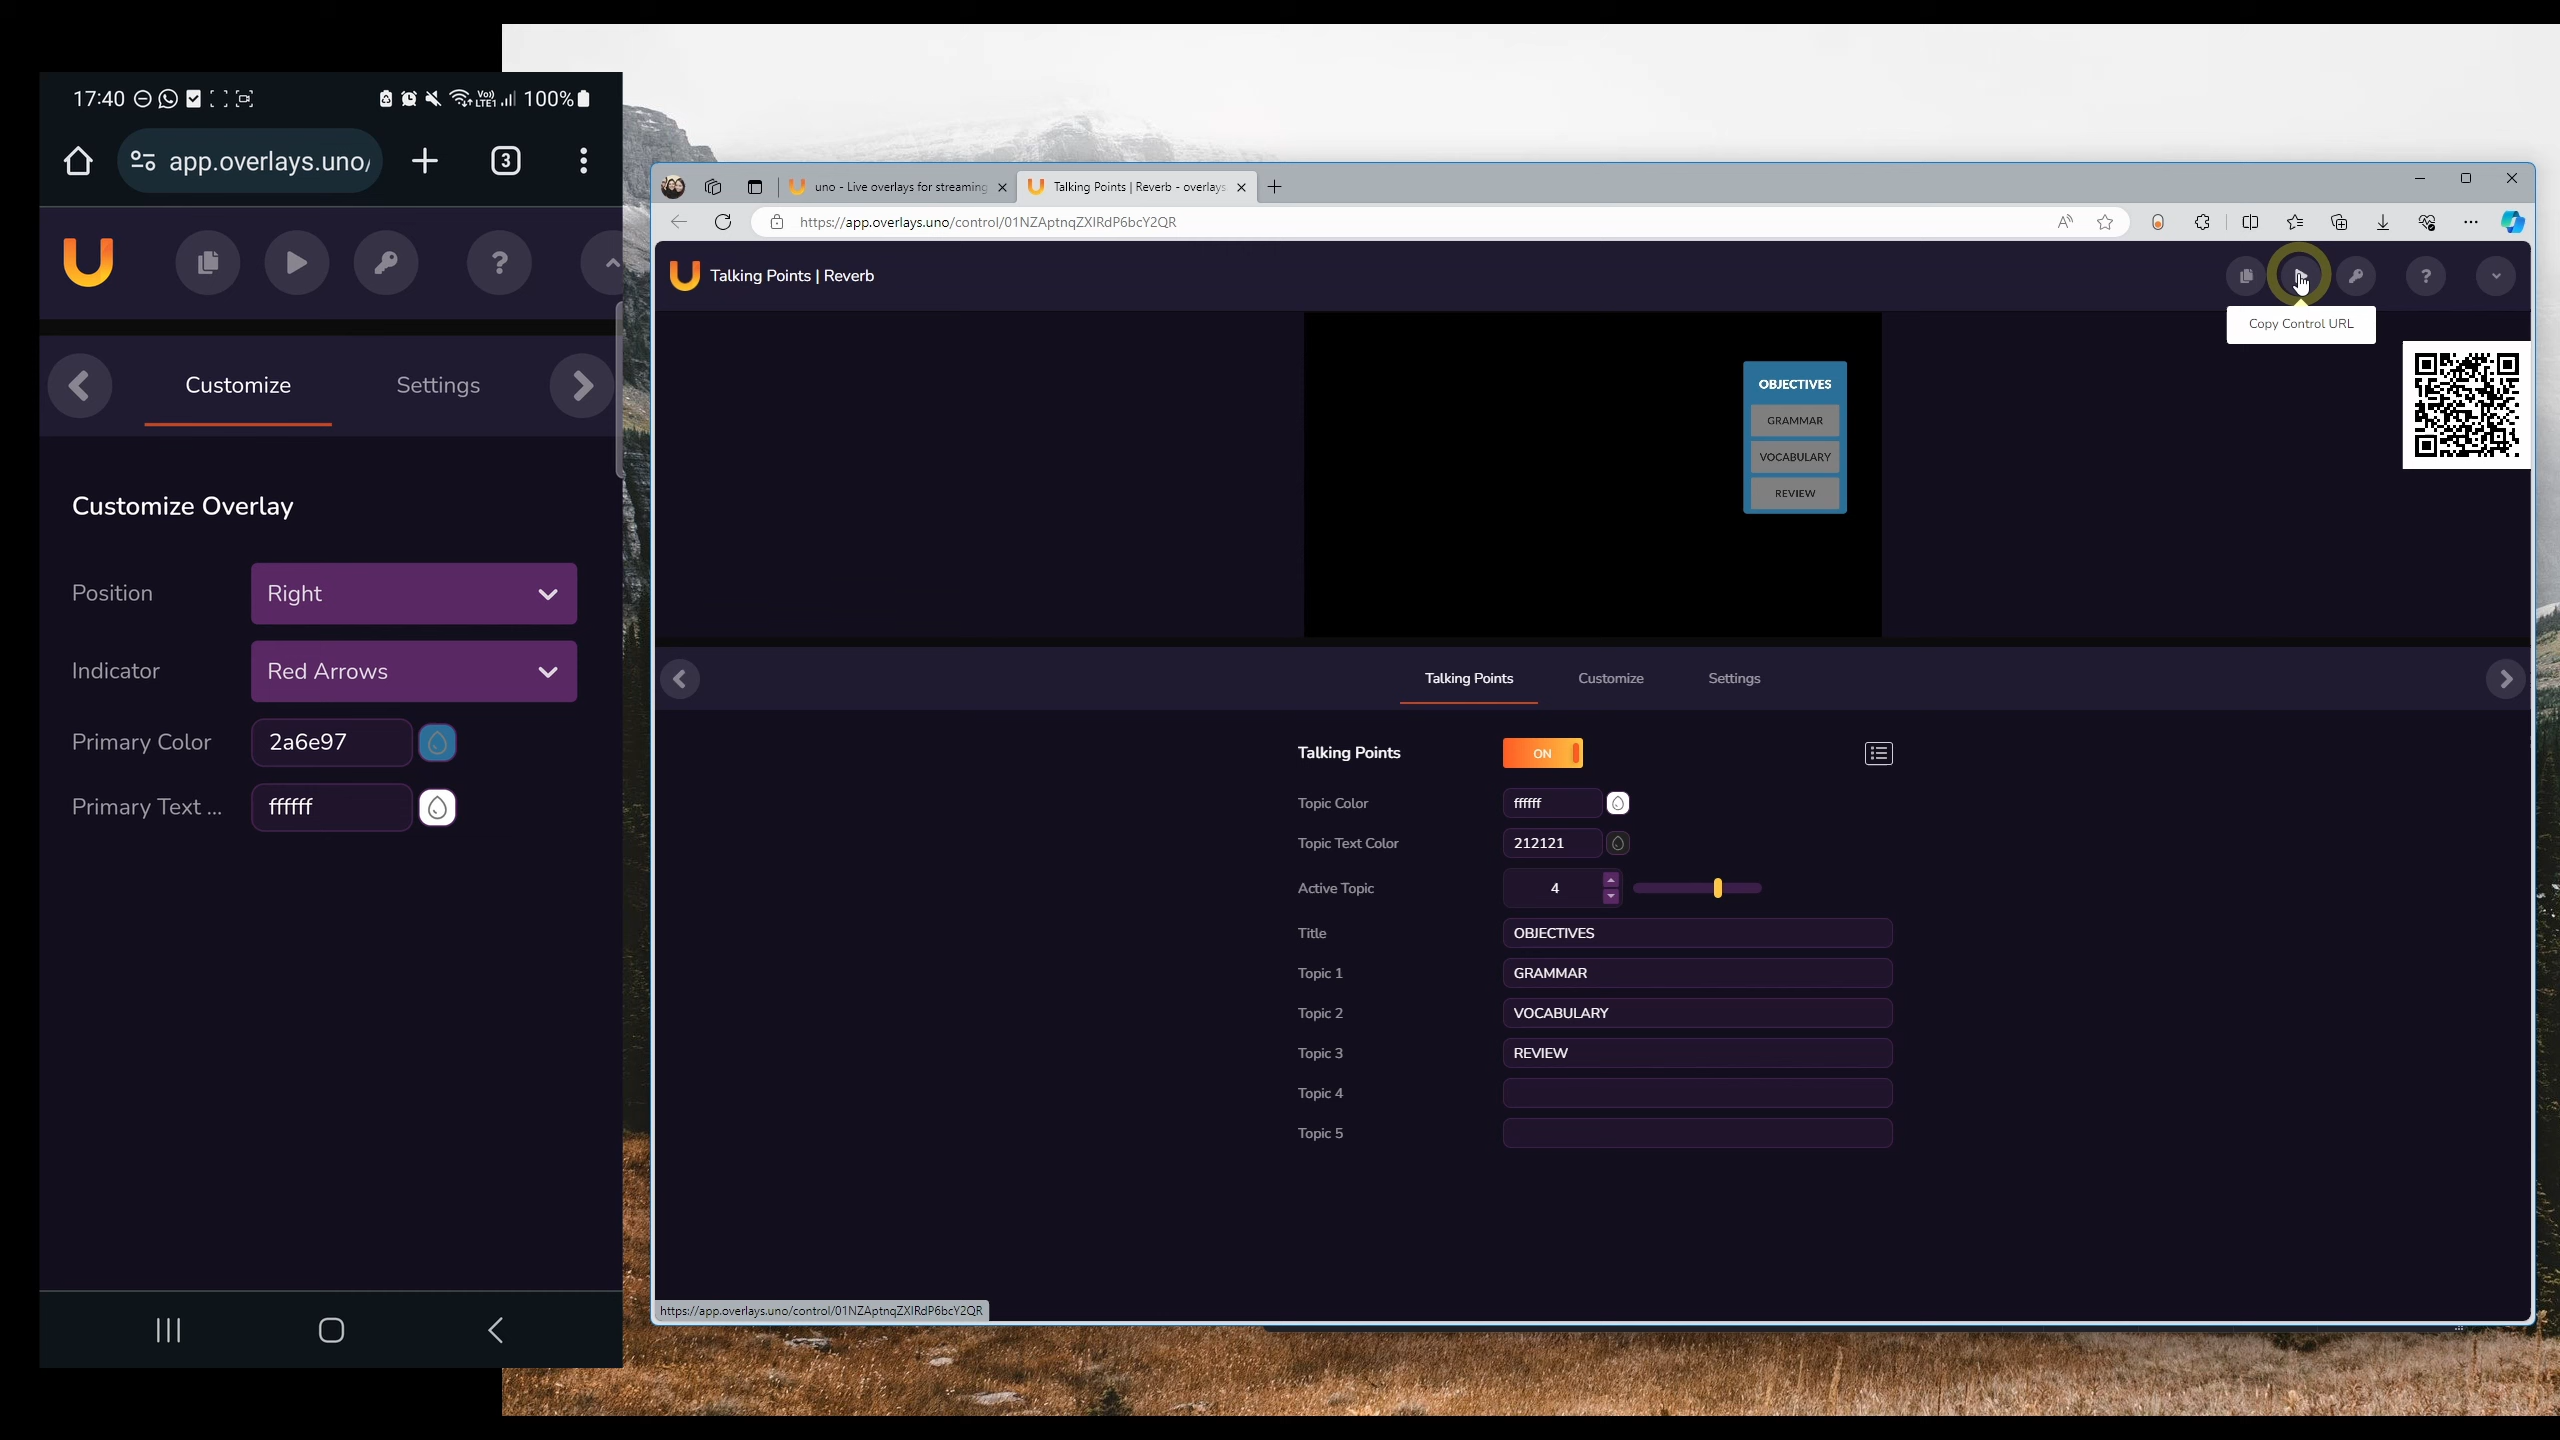 17:40
100%
app.overlays.uno/
3
Customize
Settings
Customize Overlay
Position
Right
Indicator
Red Arrows
Primary Color
2a6e97
Primary Text ...
ffffff
uno - Live overlays for streaming
Talking Points | Reverb - overlays
https://app.overlays.uno/control/01NZAptnqZXIRdP6bcY2QR
Talking Points | Reverb
?
Copy Control URL
OBJECTIVES
GRAMMAR
VOCABULARY
REVIEW
Talking Points
Customize
Settings
Talking Points
ON
Topic Color
ffffff
Topic Text Color
212121
Active Topic
4
Title
OBJECTIVES
Topic 1
GRAMMAR
Topic 2
VOCABULARY
Topic 3
REVIEW
Topic 4
Topic 5
https://app.overlays.uno/control/01NZAptnqZXIRdP6bcY2QR